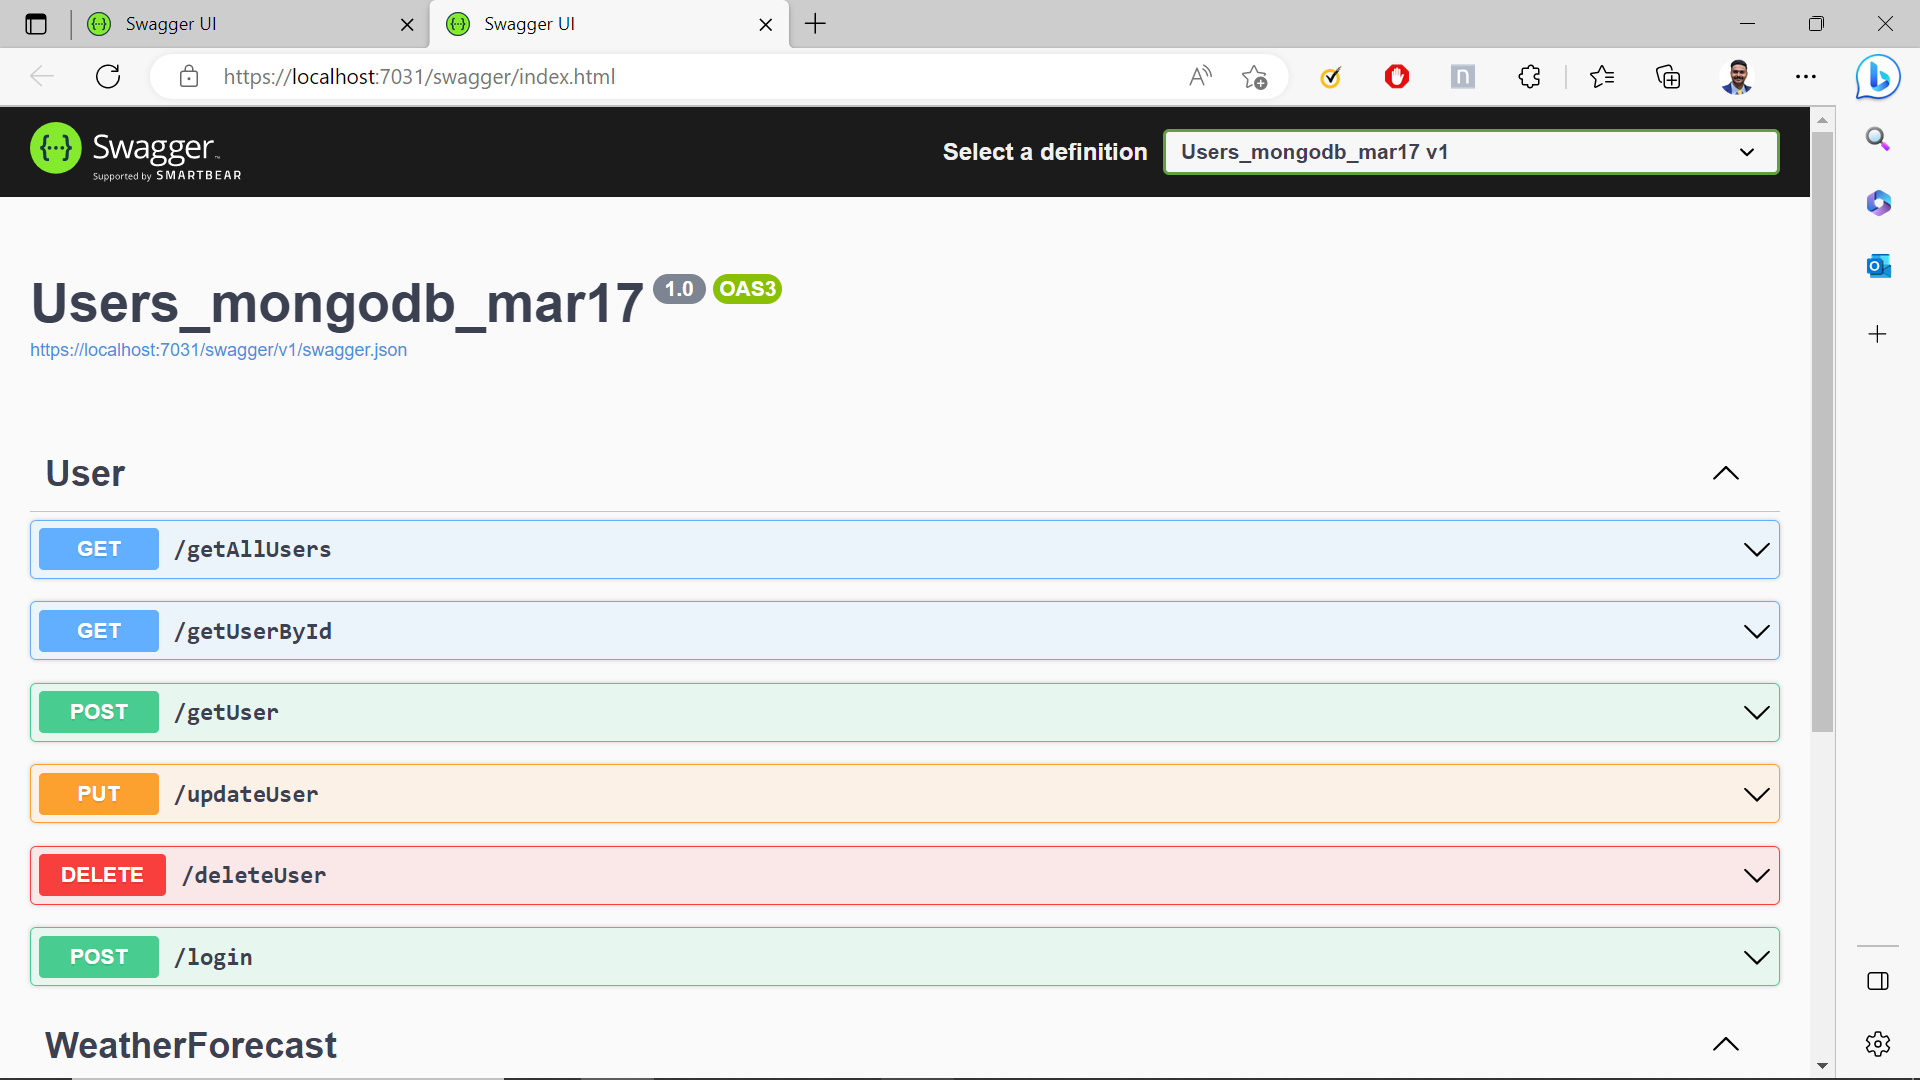 Swagger UI
Swagger UI
https://localhost:7031/swagger/index.html
Swagger
Supported by SMARTBEAR
Select a definition
Users_mongodb_mar17 v1
Users_mongodb_mar17 1.0 OAS3
https://localhost:7031/swagger/v1/swagger.json
User
GET /getAllUsers
GET /getUserById
POST /getUser
PUT /updateUser
DELETE /deleteUser
POST /login
WeatherForecast